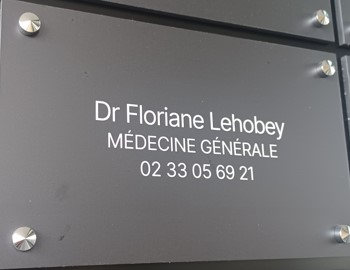 Dr Floriane Lehobey
MÉDECINE GÉNÉRALE
02 33 05 69 21